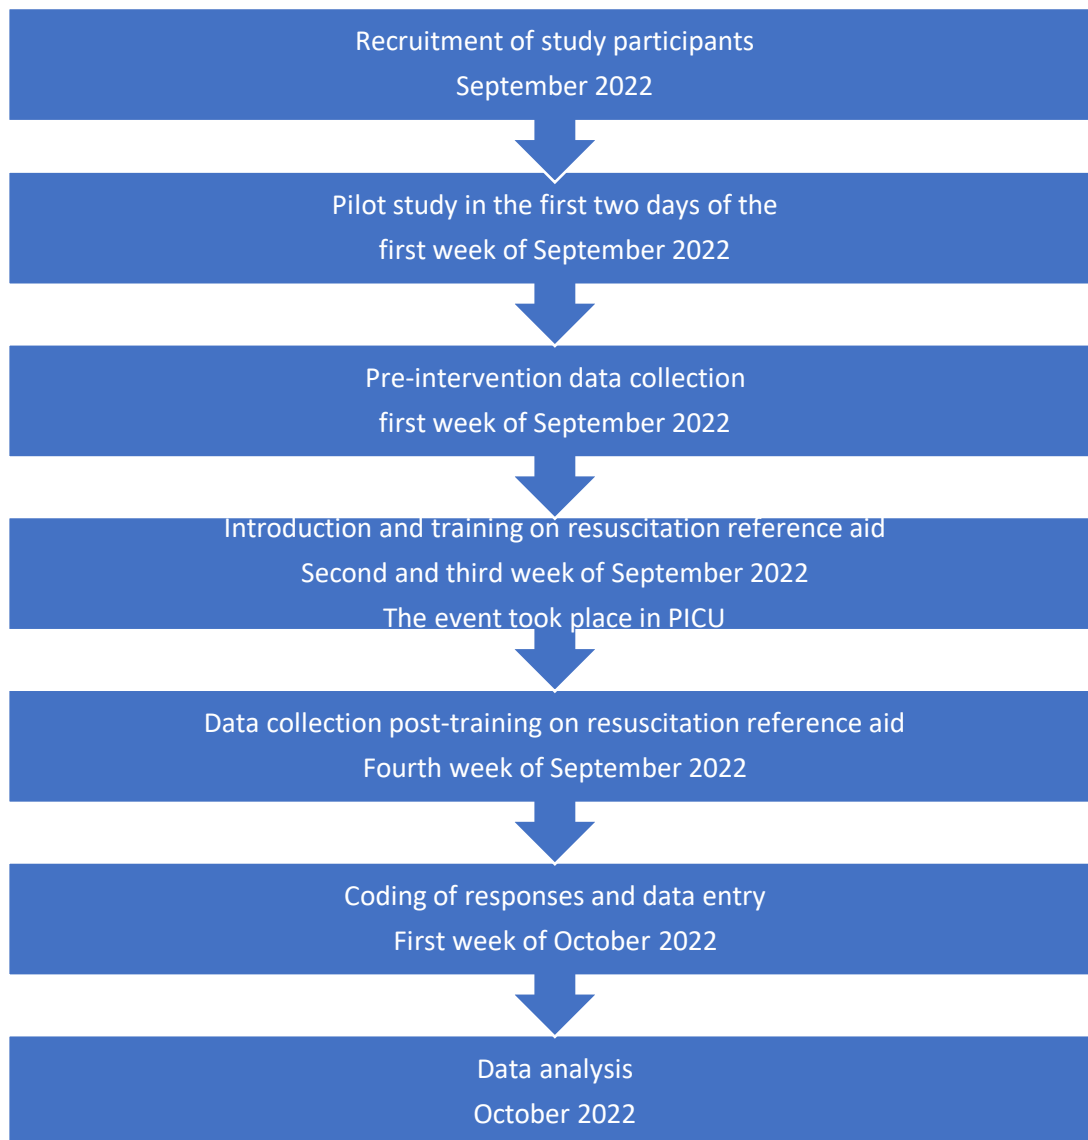 Recruitment of study participants
September 2022
Pilot study in the first two days of the
first week of September 2022
Pre-intervention data collection
first week of September 2022
Introduction and training on resuscitation reference aid
Second and third week of September 2022
The event took place in PICU
Data collection post-training on resuscitation reference aid
Fourth week of September 2022
Coding of responses and data entry
First week of October 2022
Data analysis
October 2022